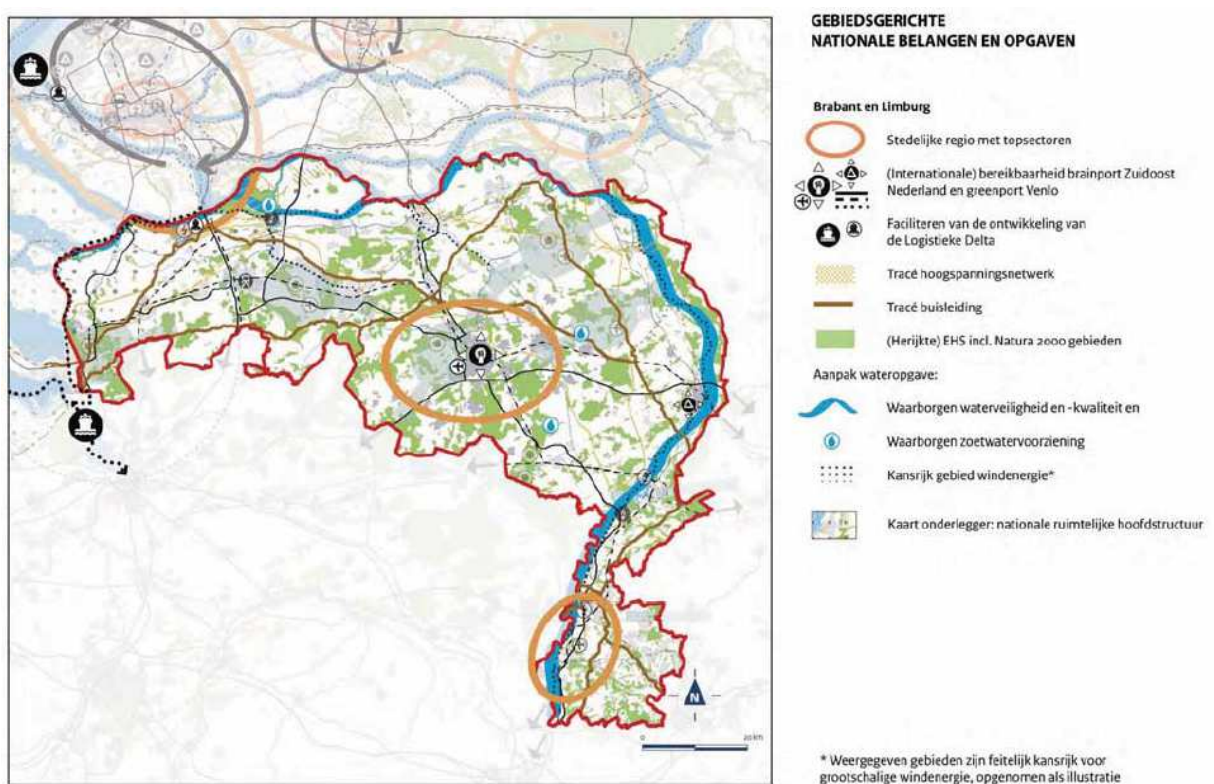 GEBIEDSGERICHTE
NATIONALE BELANGEN EN OPGAVEN
Brabant en Limburg
Stedelijke regio met topsectoren
(Internationale) bereikbaarheid brainport Zuidoost
Nederland en greenport Venlo
Faciliteren van de ontwikkeling van
de Logistieke Delta
Tracé hoogspanningsnetwerk
Tracé buisleiding
(Herijkte) EHS incl. Natura 2000 gebieden
Aanpak wateropgave:
Waarborgen waterveiligheid en -kwaliteit en
Waarborgen zoetwatervoorziening
Kansrijk gebied windenergie*
Kaart onderlegger: nationale ruimtelijke hoofdstructuur
N
0 20 km
* Weergegeven gebieden zijn feitelijk kansrijk voor
grootschalige windenergie, opgenomen als illustratie